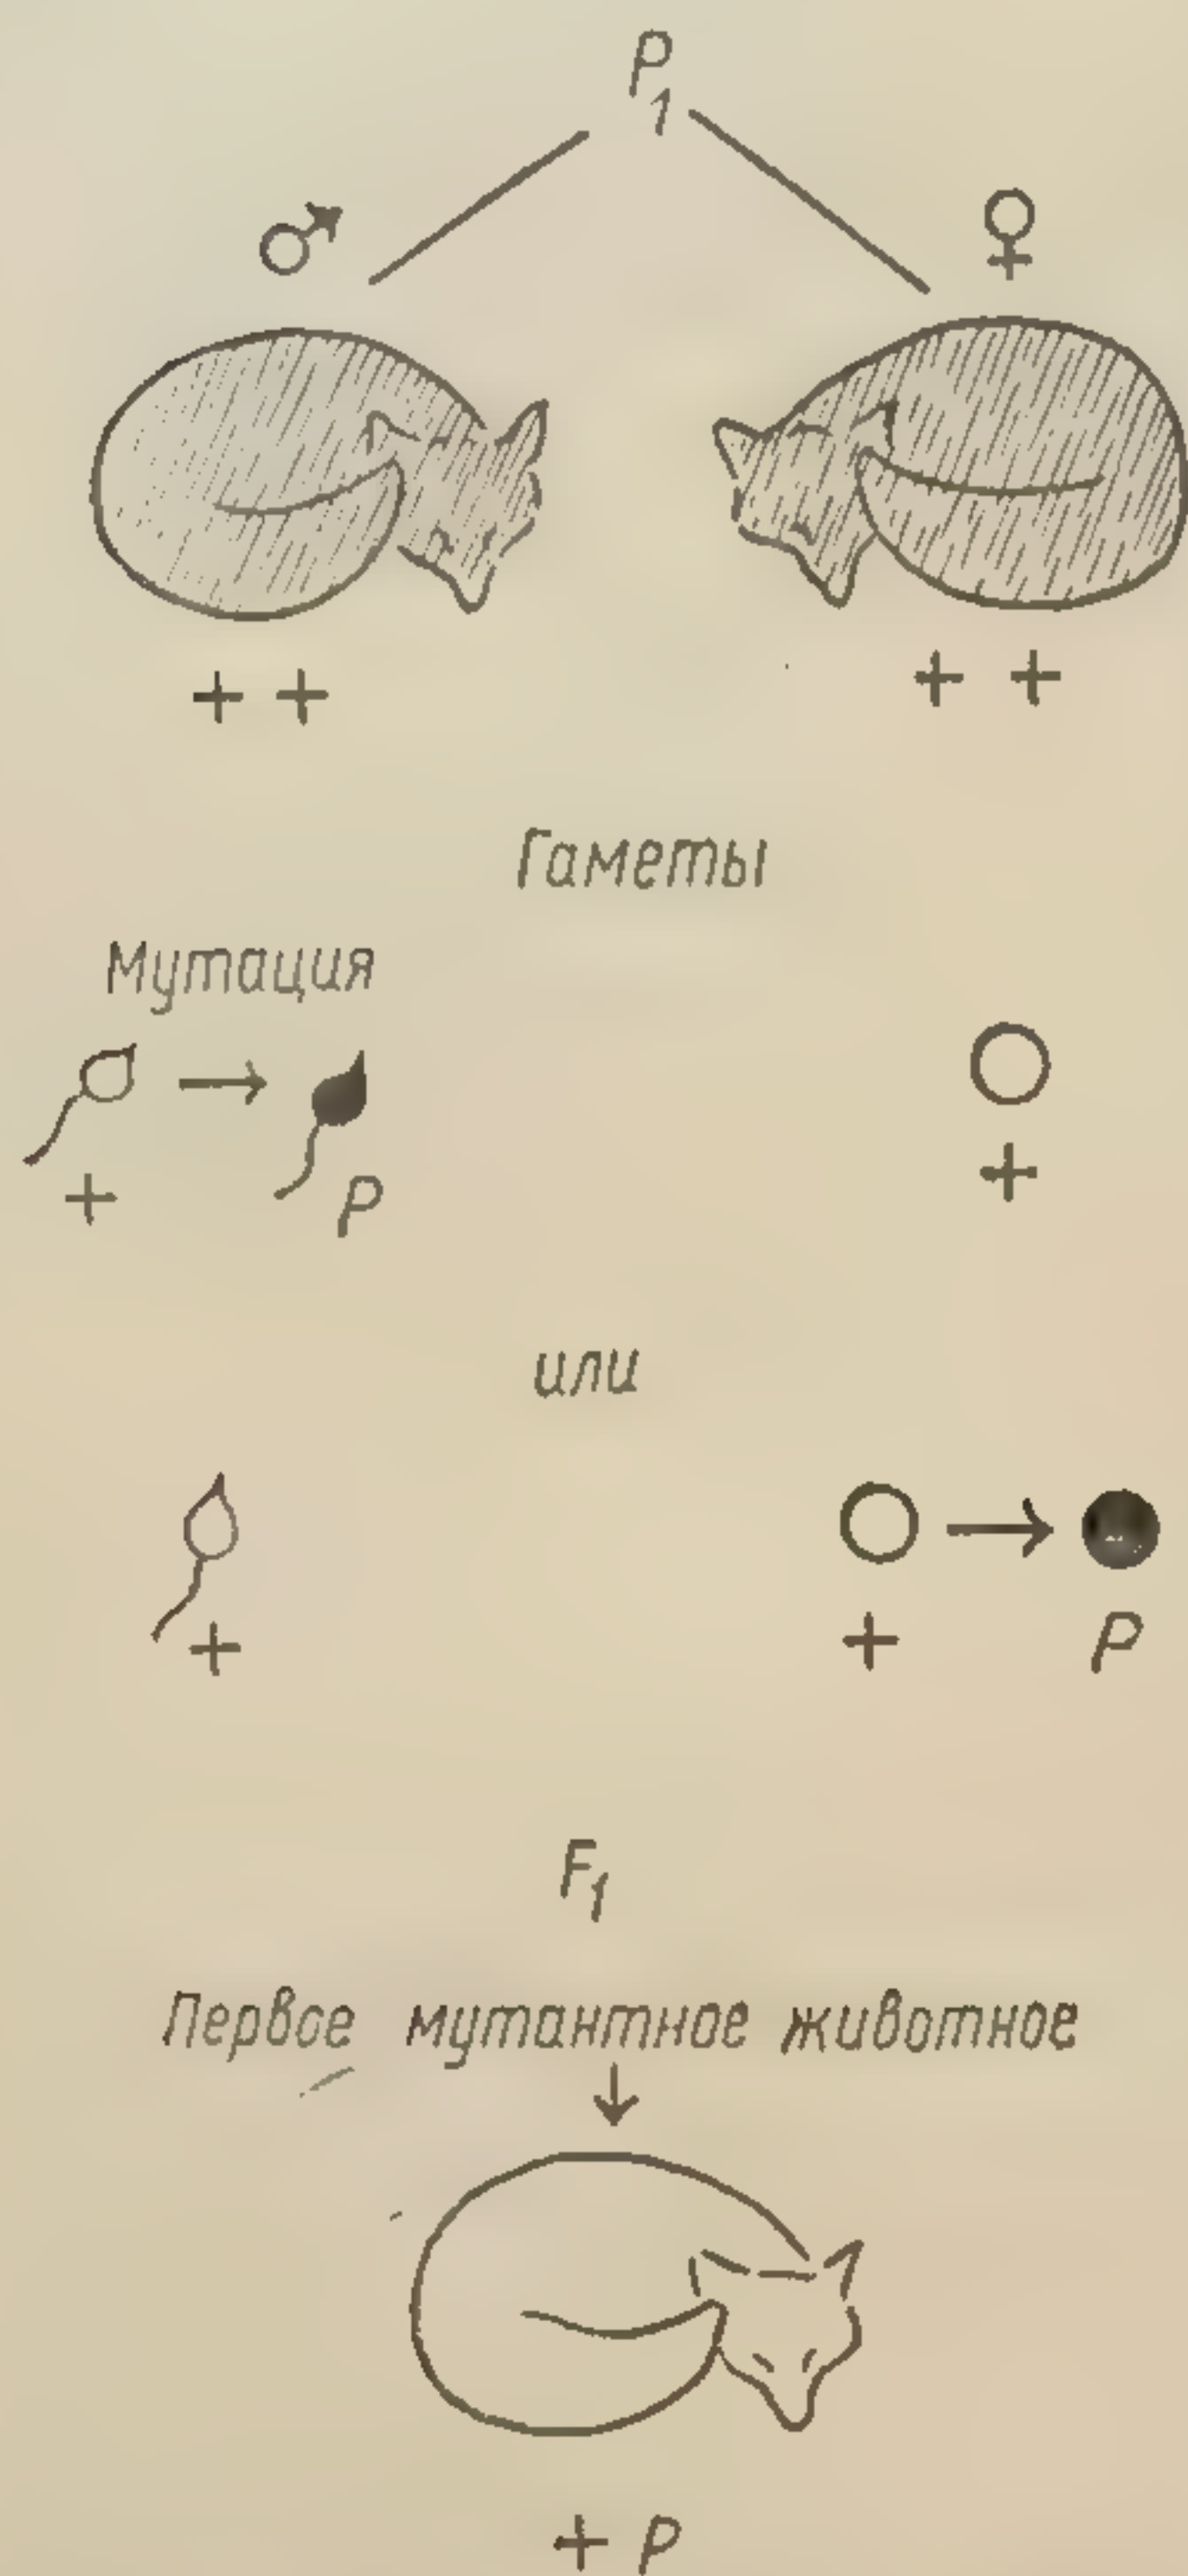 P1
♂ ♀
+ + + +
Гаметы
Мутация
+ P +
или
+ + P
F1
Первое мутантное животное
+ P